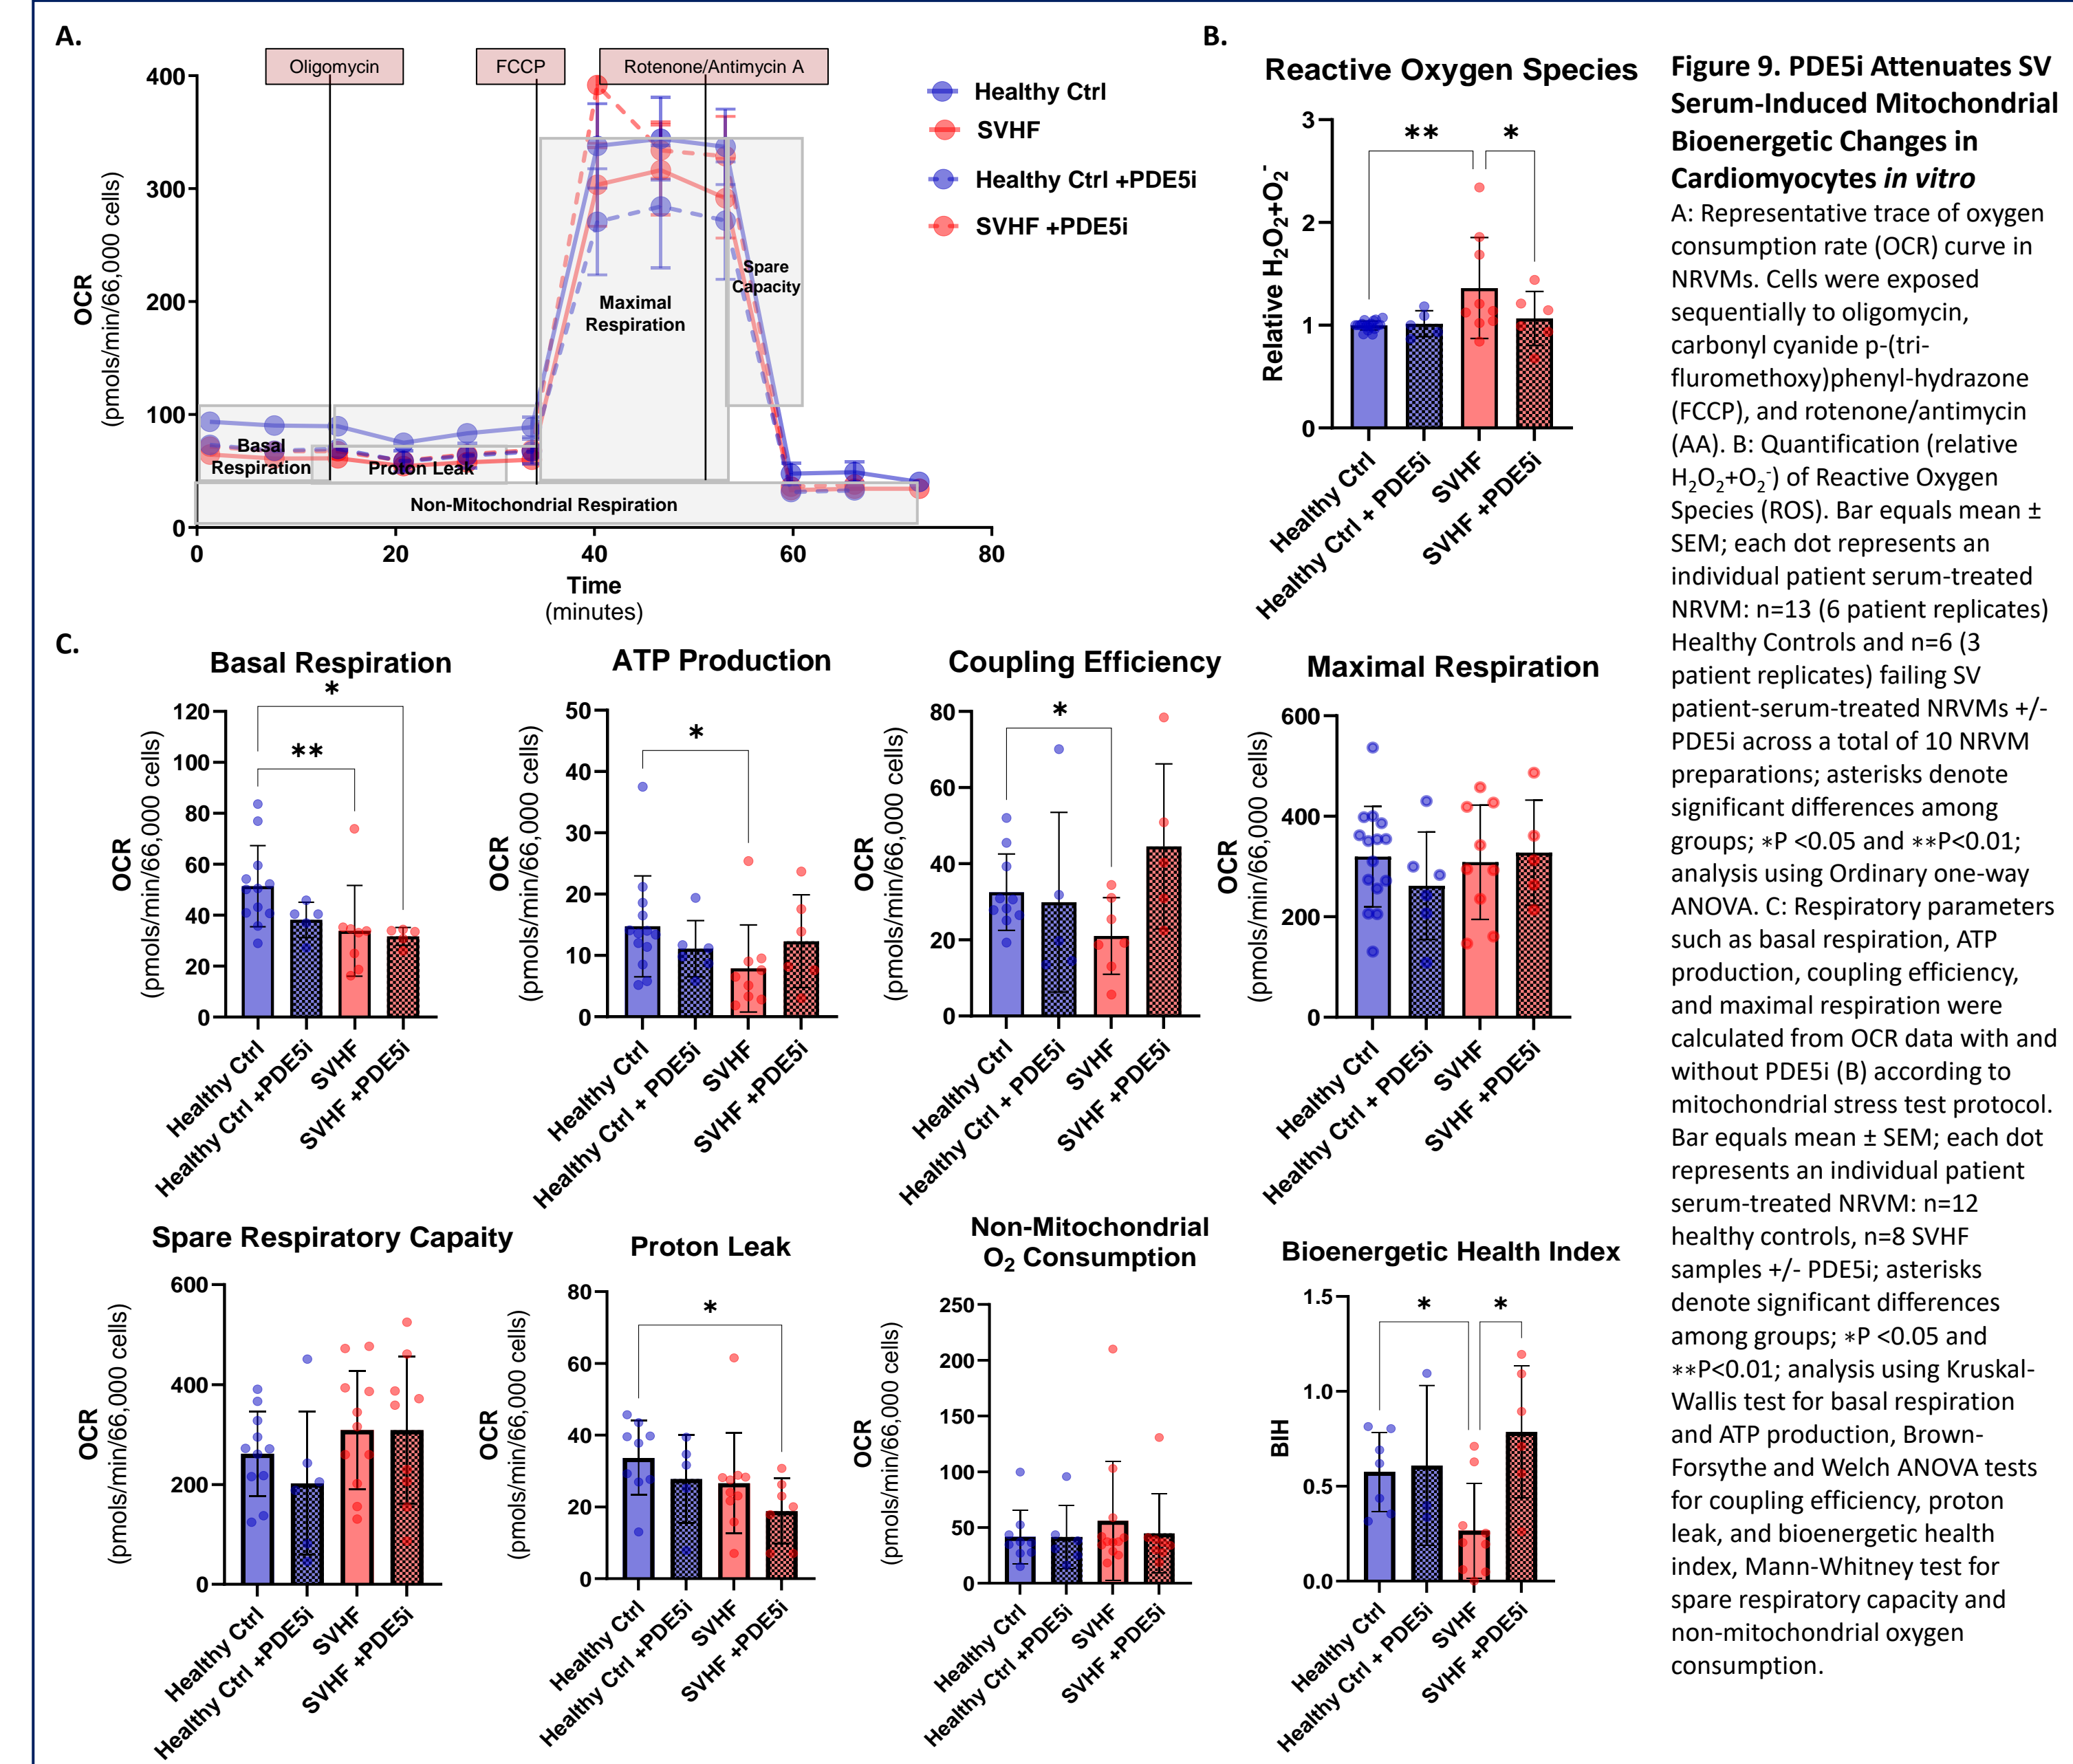 A.
Oligomycin
FCCP
Rotenone/Antimycin A
400
300
200
100
0
OCR
(pmols/min/66,000 cells)
Basal
Respiration
Proton Leak
Maximal
Respiration
Spare
Capacity
Non-Mitochondrial Respiration
0 20 40 60 80
Time
(minutes)
Healthy Ctrl
SVHF
Healthy Ctrl +PDE5i
SVHF +PDE5i
B.
Reactive Oxygen Species
** *
3
2
1
0
Relative H2O2+O2-
Healthy Ctrl
Healthy Ctrl + PDE5i
SVHF
SVHF +PDE5i
C.
Basal Respiration
*
**
120
100
80
60
40
20
0
OCR
(pmols/min/66,000 cells)
Healthy Ctrl
Healthy Ctrl +PDE5i
SVHF
SVHF +PDE5i
ATP Production
*
50
40
30
20
10
0
OCR
(pmols/min/66,000 cells)
Healthy Ctrl
Healthy Ctrl + PDE5i
SVHF
SVHF +PDE5i
Coupling Efficiency
*
80
60
40
20
0
OCR
(pmols/min/66,000 cells)
Healthy Ctrl
Healthy Ctrl + PDE5i
SVHF
SVHF +PDE5i
Maximal Respiration
600
400
200
0
OCR
(pmols/min/66,000 cells)
Healthy Ctrl
Healthy Ctrl + PDE5i
SVHF
SVHF +PDE5i
Spare Respiratory Capaity
600
400
200
0
OCR
(pmols/min/66,000 cells)
Healthy Ctrl
Healthy Ctrl +PDE5i
SVHF
SVHF +PDE5i
Proton Leak
*
80
60
40
20
0
OCR
(pmols/min/66,000 cells)
Healthy Ctrl
Healthy Ctrl +PDE5i
SVHF
SVHF +PDE5i
Non-Mitochondrial
O2 Consumption
250
200
150
100
50
0
OCR
(pmols/min/66,000 cells)
Healthy Ctrl
Healthy Ctrl +PDE5i
SVHF
SVHF +PDE5i
Bioenergetic Health Index
* *
1.5
1.0
0.5
0.0
BIH
Healthy Ctrl
Healthy Ctrl +PDE5i
SVHF
SVHF +PDE5i
Figure 9. PDE5i Attenuates SV
Serum-Induced Mitochondrial
Bioenergetic Changes in
Cardiomyocytes in vitro
A: Representative trace of oxygen
consumption rate (OCR) curve in
NRVMs. Cells were exposed
sequentially to oligomycin,
carbonyl cyanide p-(tri-
fluromethoxy)phenyl-hydrazone
(FCCP), and rotenone/antimycin
(AA). B: Quantification (relative
H2O2+O2-) of Reactive Oxygen
Species (ROS). Bar equals mean ±
SEM; each dot represents an
individual patient serum-treated
NRVM: n=13 (6 patient replicates)
Healthy Controls and n=6 (3
patient replicates) failing SV
patient-serum-treated NRVMs +/-
PDE5i across a total of 10 NRVM
preparations; asterisks denote
significant differences among
groups; *P <0.05 and **P<0.01;
analysis using Ordinary one-way
ANOVA. C: Respiratory parameters
such as basal respiration, ATP
production, coupling efficiency,
and maximal respiration were
calculated from OCR data with and
without PDE5i (B) according to
mitochondrial stress test protocol.
Bar equals mean ± SEM; each dot
represents an individual patient
serum-treated NRVM: n=12
healthy controls, n=8 SVHF
samples +/- PDE5i; asterisks
denote significant differences
among groups; *P <0.05 and
**P<0.01; analysis using Kruskal-
Wallis test for basal respiration
and ATP production, Brown-
Forsythe and Welch ANOVA tests
for coupling efficiency, proton
leak, and bioenergetic health
index, Mann-Whitney test for
spare respiratory capacity and
non-mitochondrial oxygen
consumption.